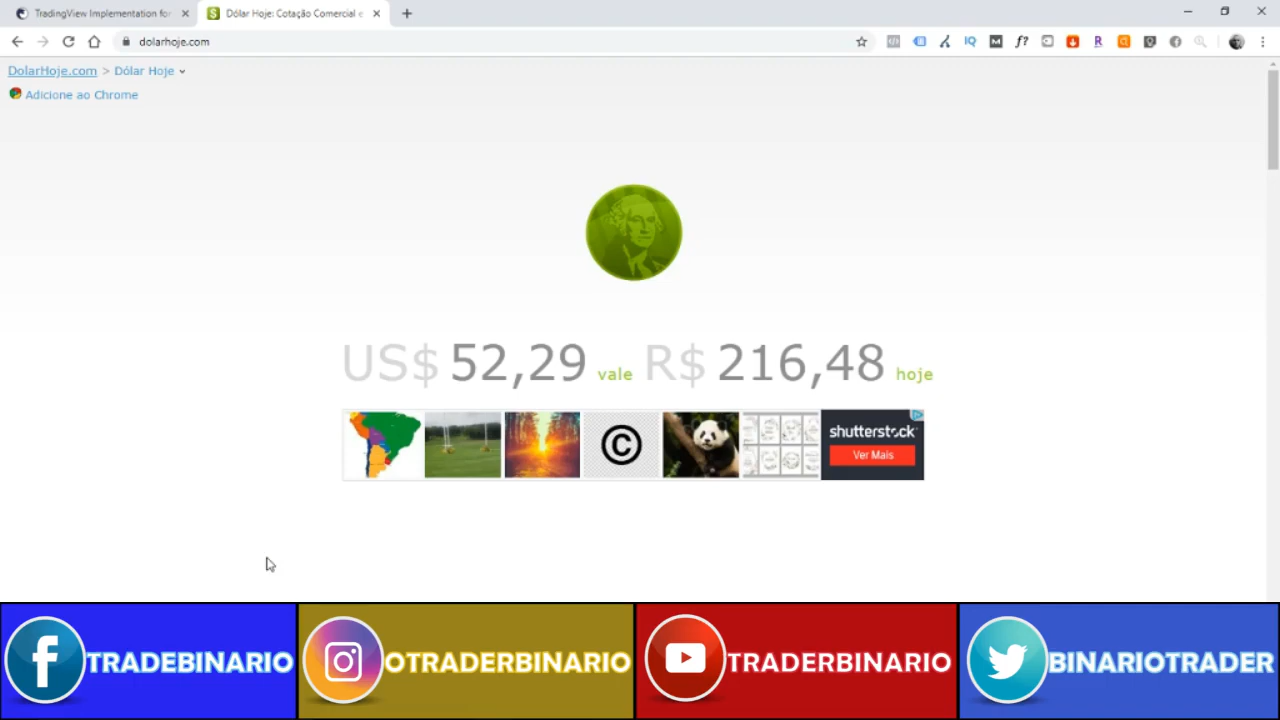 TradingView Implementation for
Dólar Hoje: Cotação Comercial e
dolarhoje.com
IQ
M
f?
R
DolarHoje.com > Dólar Hoje
Adicione ao Chrome
US$ 52,29 vale R$ 216,48 hoje
©
shutterstock
Ver Mais
TRADEBINARIO
OTRADERBINARIO
TRADERBINARIO
BINARIOTRADER